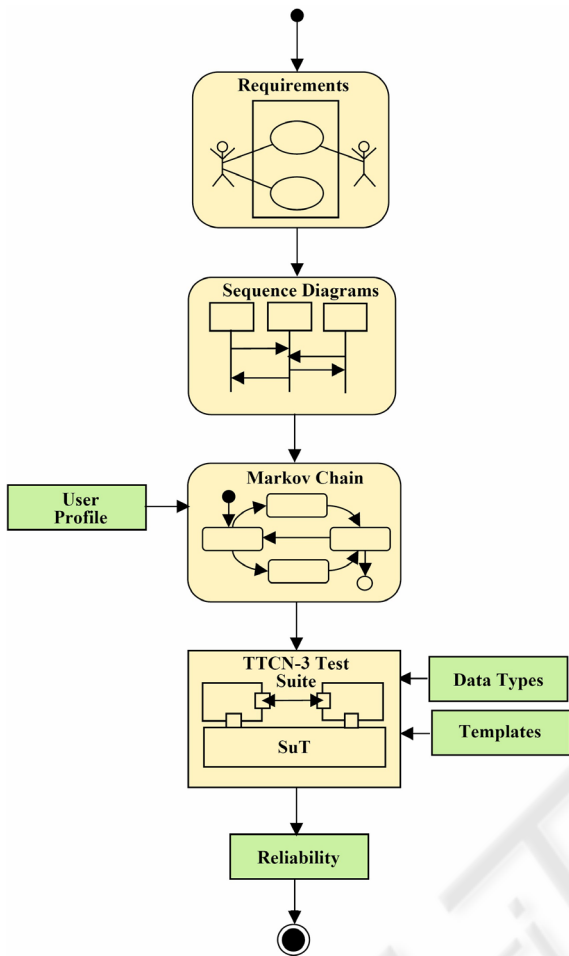 Requirements
Sequence Diagrams
Markov Chain
User
Profile
TTCN-3 Test
Suite
SuT
Data Types
Templates
Reliability